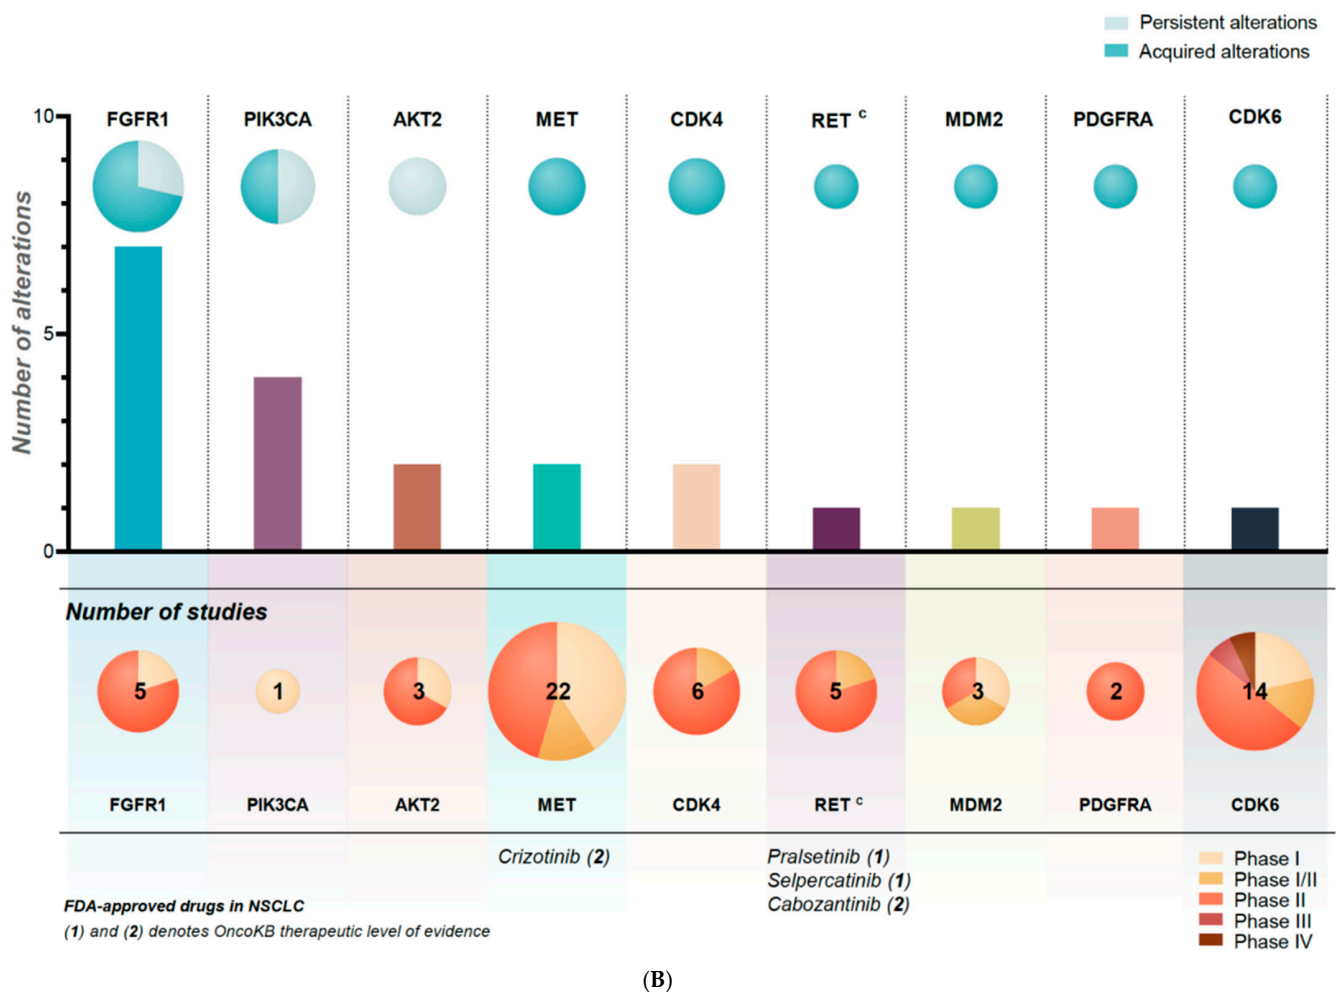 Persistent alterations
Acquired alterations
10 FGFR1 PIK3CA AKT2 MET CDK4 RET c MDM2 PDGFRA CDK6
Number of alterations
5
0
Number of studies
5 1 3 22 6 5 3 2 14
FGFR1 PIK3CA AKT2 MET CDK4 RET c MDM2 PDGFRA CDK6
Crizotinib (2)
Pralsetinib (1)
Selpercatinib (1)
Cabozantinib (2)
Phase I
Phase I/II
Phase II
Phase III
Phase IV
FDA-approved drugs in NSCLC
(1) and (2) denotes OncoKB therapeutic level of evidence
(B)